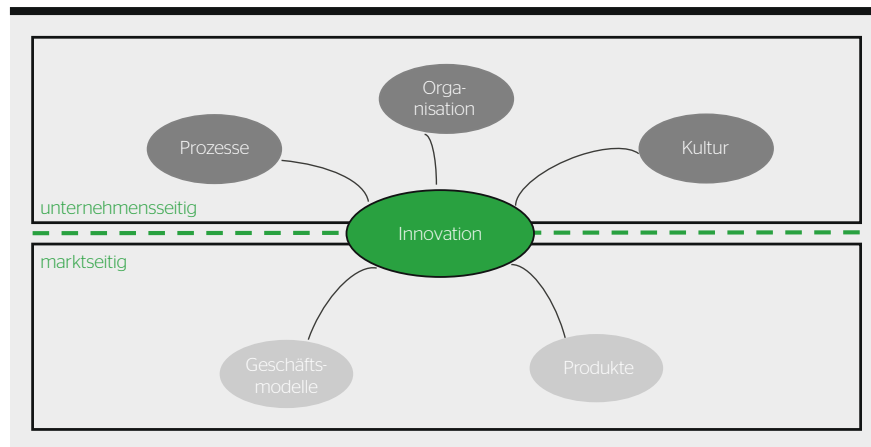 Orga-
nisation
Prozesse
Kultur
unternehmensseitig
Innovation
marktseitig
Geschäfts-
modelle
Produkte